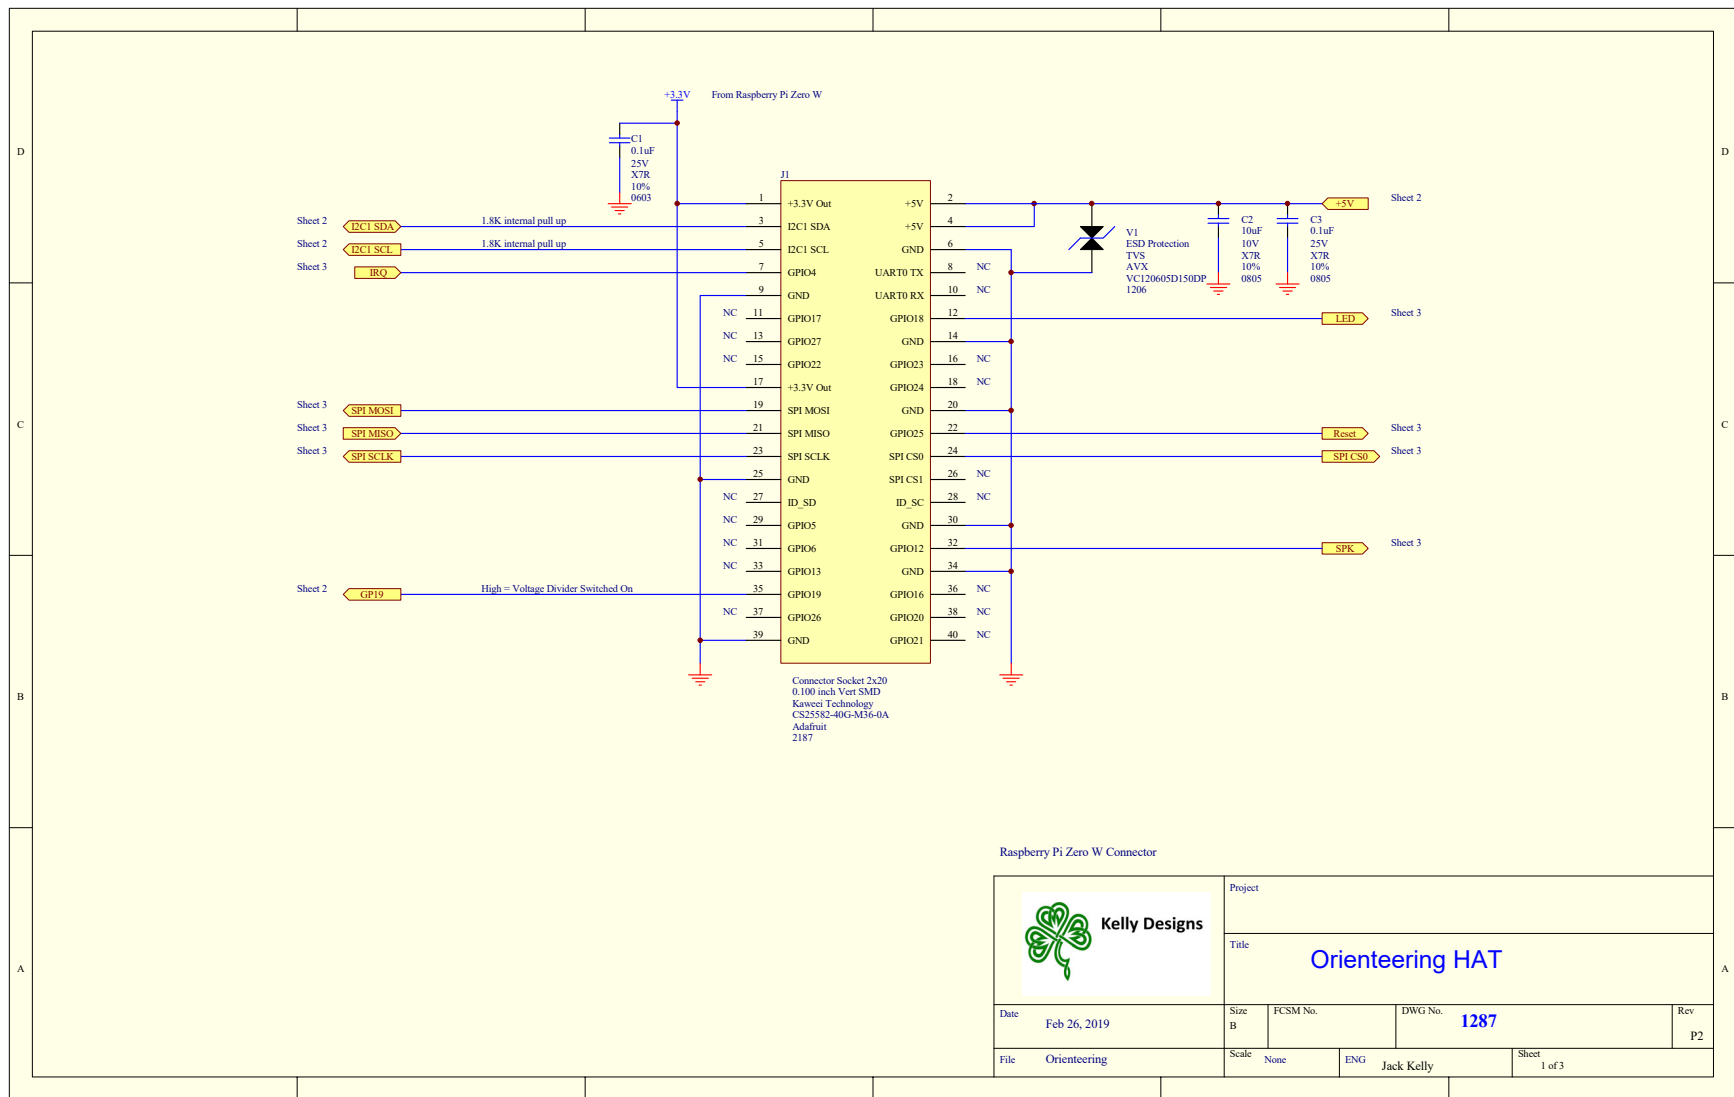 +3.3V
From Raspberry Pi Zero W
C1
0.1uF
25V
X7R
10%
0603
J1
1 +3.3V Out +5V 2
3 I2C1 SDA +5V 4
5 I2C1 SCL GND 6
7 GPIO4 UART0 TX 8 NC
9 GND UART0 RX 10 NC
NC 11 GPIO17 GPIO18 12
NC 13 GPIO27 GND 14
NC 15 GPIO22 GPIO23 16 NC
17 +3.3V Out GPIO24 18 NC
19 SPI MOSI GND 20
21 SPI MISO GPIO25 22
23 SPI SCLK SPI CS0 24
25 GND SPI CS1 26 NC
NC 27 ID_SD ID_SC 28 NC
NC 29 GPIO5 GND 30
NC 31 GPIO6 GPIO12 32
NC 33 GPIO13 GND 34
35 GPIO19 GPIO16 36 NC
NC 37 GPIO26 GPIO20 38 NC
39 GND GPIO21 40 NC
Sheet 2 I2C1 SDA 1.8K internal pull up
Sheet 2 I2C1 SCL 1.8K internal pull up
Sheet 3 IRQ
Sheet 3 SPI MOSI
Sheet 3 SPI MISO
Sheet 3 SPI SCLK
Sheet 2 GP19 High = Voltage Divider Switched On
+5V Sheet 2
V1
ESD Protection
TVS
AVX
VC120605D150DP
1206
C2
10uF
10V
X7R
10%
0805
C3
0.1uF
25V
X7R
10%
0805
LED Sheet 3
Reset Sheet 3
SPI CS0 Sheet 3
SPK Sheet 3
Connector Socket 2x20
0.100 inch Vert SMD
Kaweei Technology
CS25582-40G-M36-0A
Adafruit
2187
D D
C C
B B
A A
Raspberry Pi Zero W Connector
Kelly Designs
Project
Title
Orienteering HAT
Date Feb 26, 2019
Size B
FCSM No.
DWG No. 1287
Rev P2
File Orienteering
Scale None
ENG Jack Kelly
Sheet 1 of 3